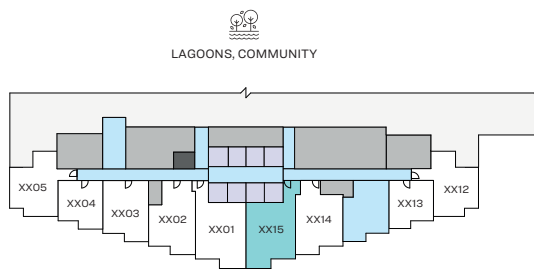 LAGOONS, COMMUNITY
XX05
XX04
XX03
XX02
XX01
XX15
XX14
XX13
XX12